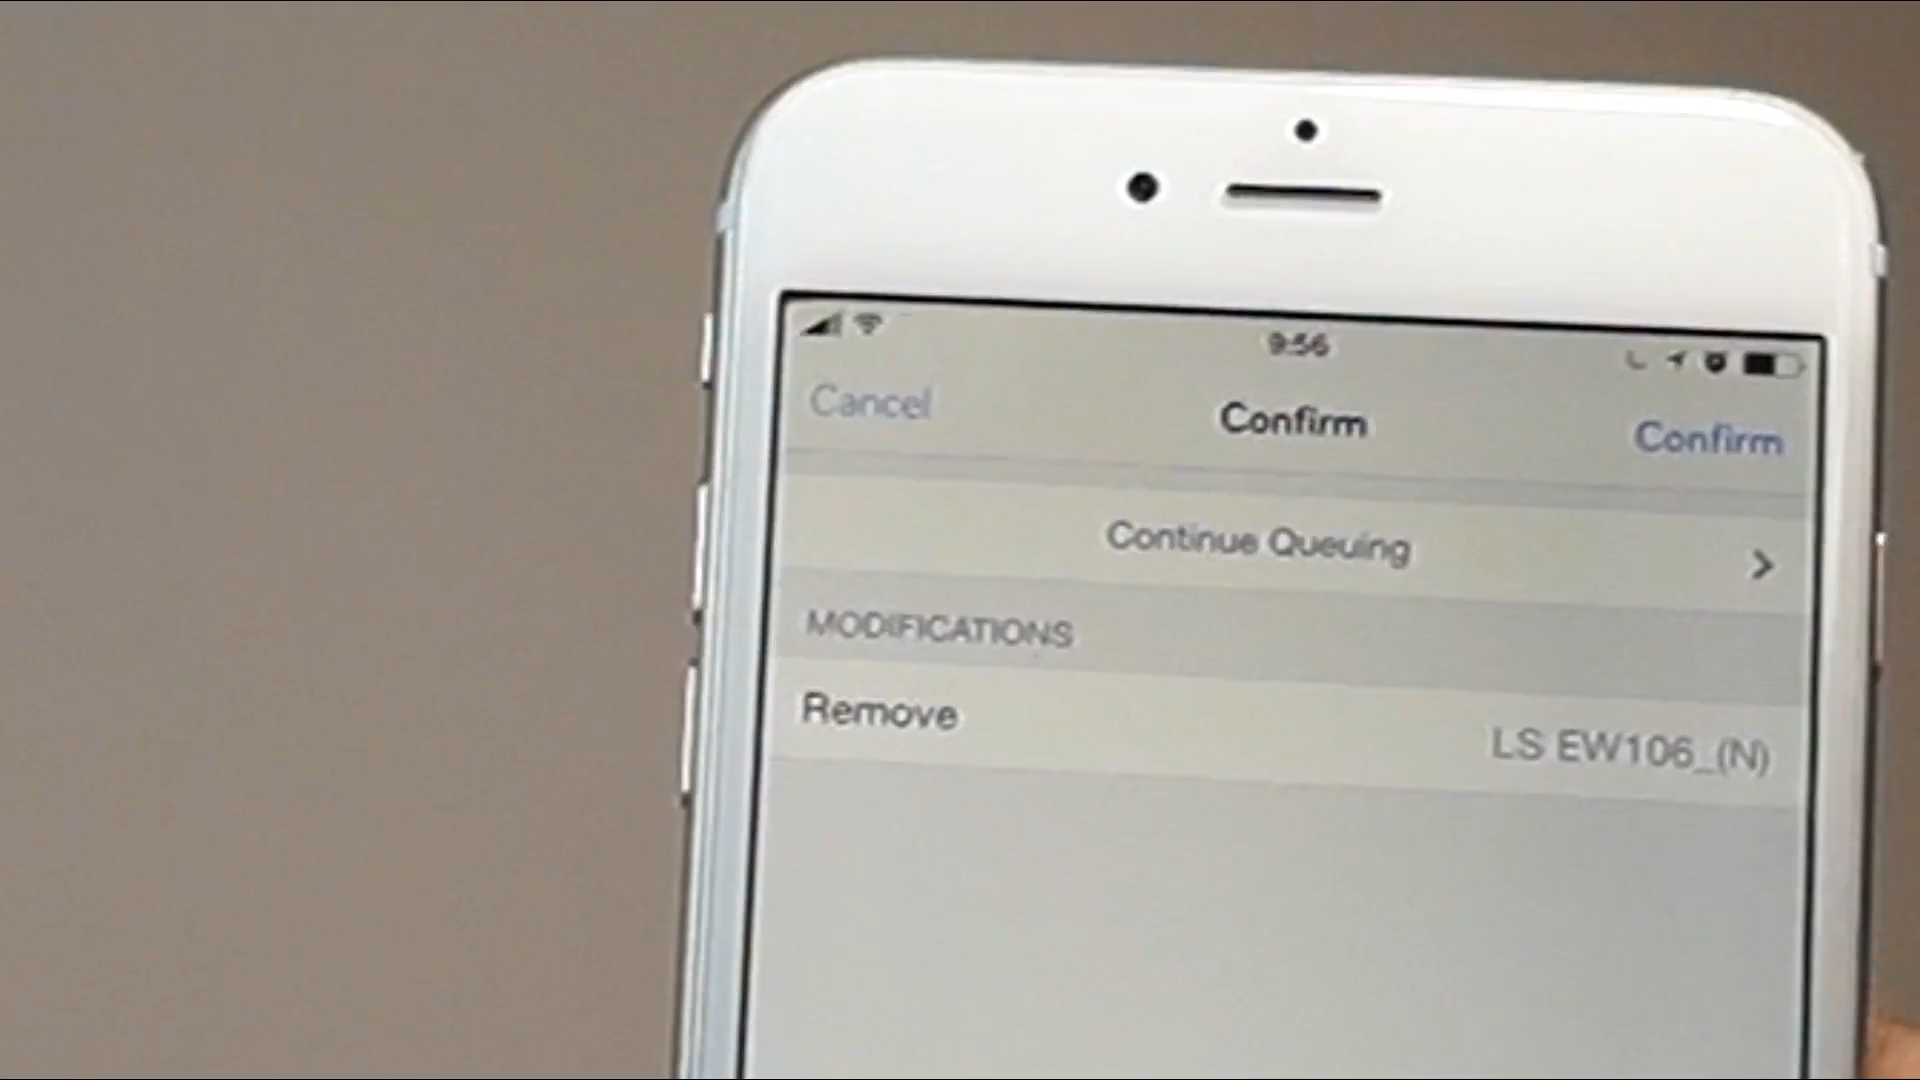 9:56
Cancel Confirm Confirm
Continue Queuing
MODIFICATIONS
Remove LS EW106_(N)